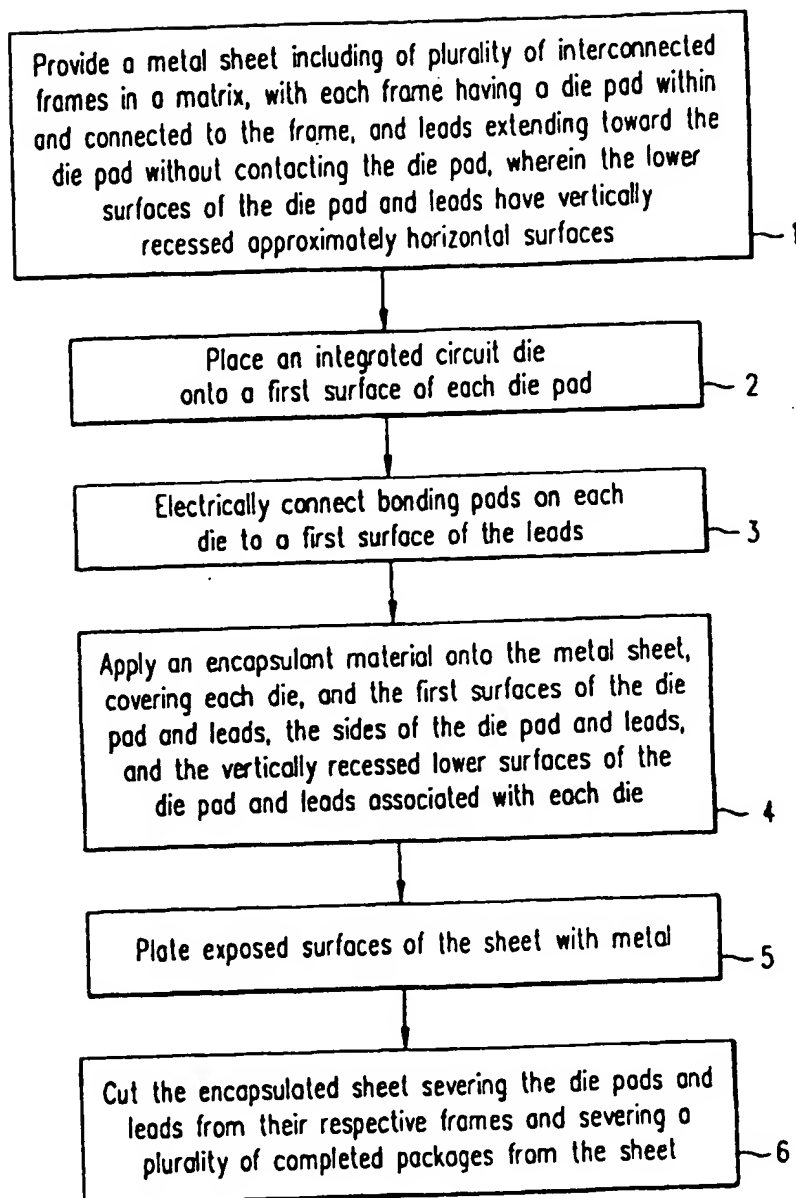 Provide a metal sheet including of plurality of interconnected
frames in a matrix, with each frame having a die pad within
and connected to the frame, and leads extending toward the
die pad without contacting the die pad, wherein the lower
surfaces of the die pad and leads have vertically
recessed approximately horizontal surfaces
1
Place an integrated circuit die
onto a first surface of each die pad
2
Electrically connect bonding pads on each
die to a first surface of the leads
3
Apply an encapsulant material onto the metal sheet,
covering each die, and the first surfaces of the die
pad and leads, the sides of the die pad and leads,
and the vertically recessed lower surfaces of the
die pad and leads associated with each die
4
Plate exposed surfaces of the sheet with metal
5
Cut the encapsulated sheet severing the die pads and
leads from their respective frames and severing a
plurality of completed packages from the sheet
6